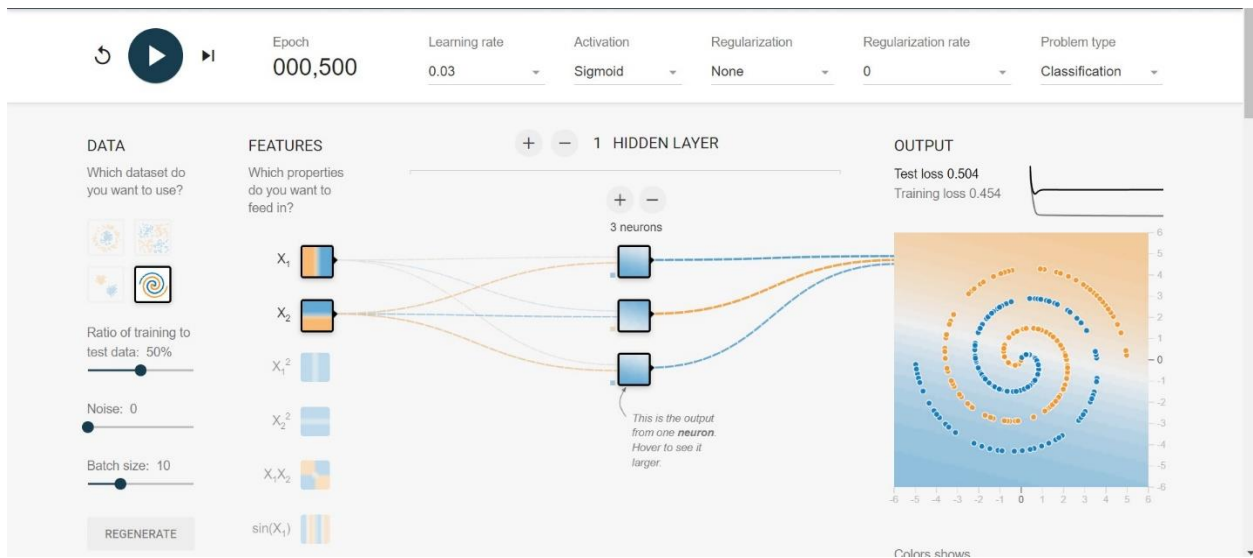 Epoch
000,500
Learning rate
0.03
Activation
Sigmoid
Regularization
None
Regularization rate
0
Problem type
Classification
DATA
Which dataset do
you want to use?
Ratio of training to
test data: 50%
Noise: 0
Batch size: 10
REGENERATE
FEATURES
Which properties
do you want to
feed in?
X1
X2
X1²
X2²
X1X2
sin(X1)
+ − 1 HIDDEN LAYER
+ −
3 neurons
This is the output
from one neuron.
Hover to see it
larger.
OUTPUT
Test loss 0.504
Training loss 0.454
6
5
4
3
2
1
0
-1
-2
-3
-4
-5
-6
-6 -5 -4 -3 -2 -1 0 1 2 3 4 5 6
Colors shows